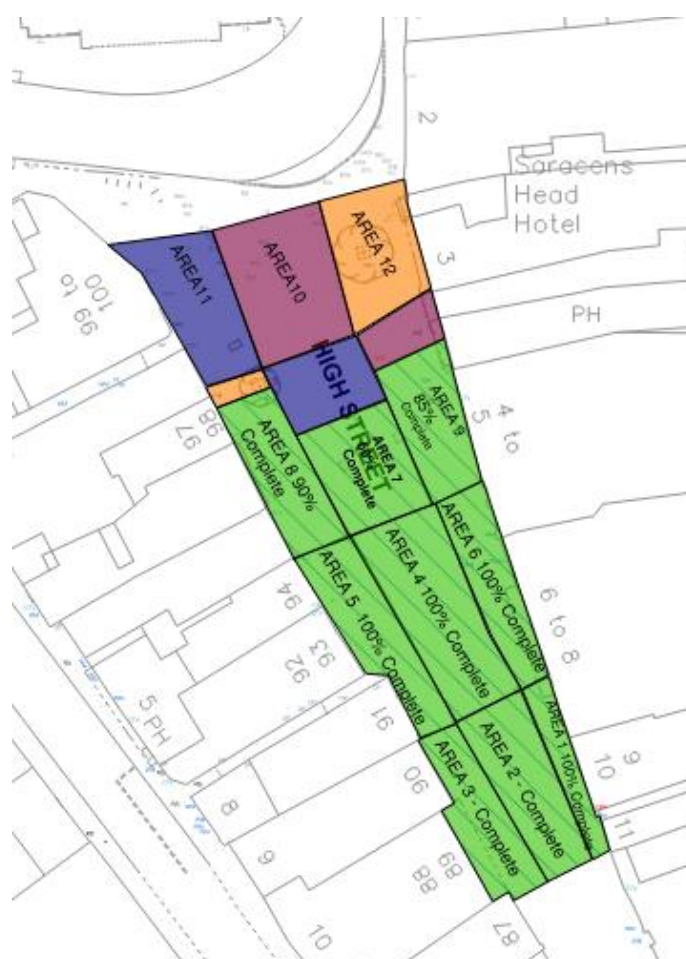 2
Saracens
Head
Hotel
3
PH
AREA 12
AREA10
AREA11
99 to
100
HIGH STREET
4 to
5
AREA 9
85%
Complete
AREA 7
Complete
98
97
AREA 8 90%
Complete
AREA 6 100% Complete
AREA 4 100% Complete
AREA 5 100% Complete
6 to 8
94
93
92
91
90
5 PH
AREA 1 100% Complete
AREA 2 - Complete
AREA 3 - Complete
9
10
11
8
9
10
89
88
87